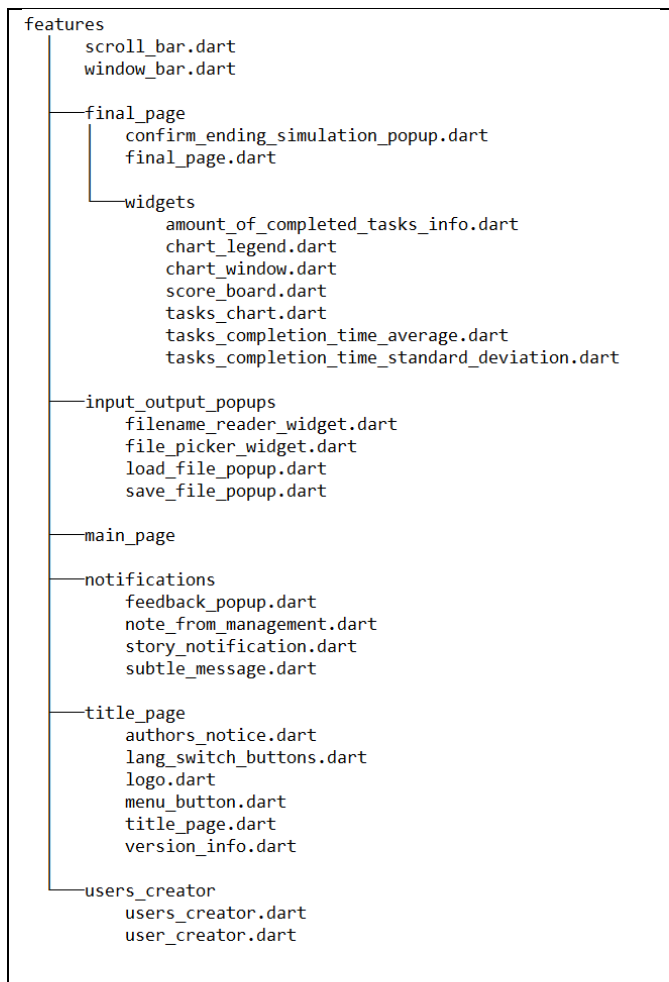 features
scroll_bar.dart
window_bar.dart
final_page
confirm_ending_simulation_popup.dart
final_page.dart
widgets
amount_of_completed_tasks_info.dart
chart_legend.dart
chart_window.dart
score_board.dart
tasks_chart.dart
tasks_completion_time_average.dart
tasks_completion_time_standard_deviation.dart
input_output_popups
filename_reader_widget.dart
file_picker_widget.dart
load_file_popup.dart
save_file_popup.dart
main_page
notifications
feedback_popup.dart
note_from_management.dart
story_notification.dart
subtle_message.dart
title_page
authors_notice.dart
lang_switch_buttons.dart
logo.dart
menu_button.dart
title_page.dart
version_info.dart
users_creator
users_creator.dart
user_creator.dart